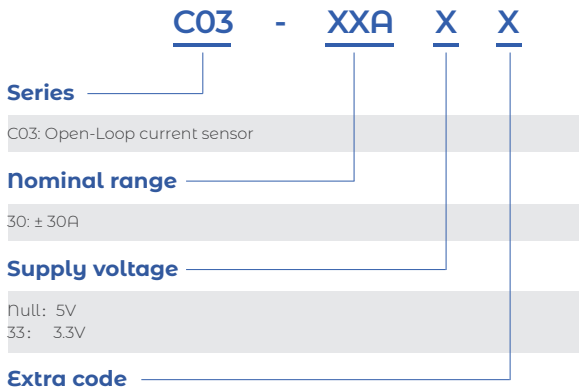 C03 - XXA X X
Series
C03: Open-Loop current sensor
Nominal range
30: ± 30A
Supply voltage
Null: 5V
33: 3.3V
Extra code